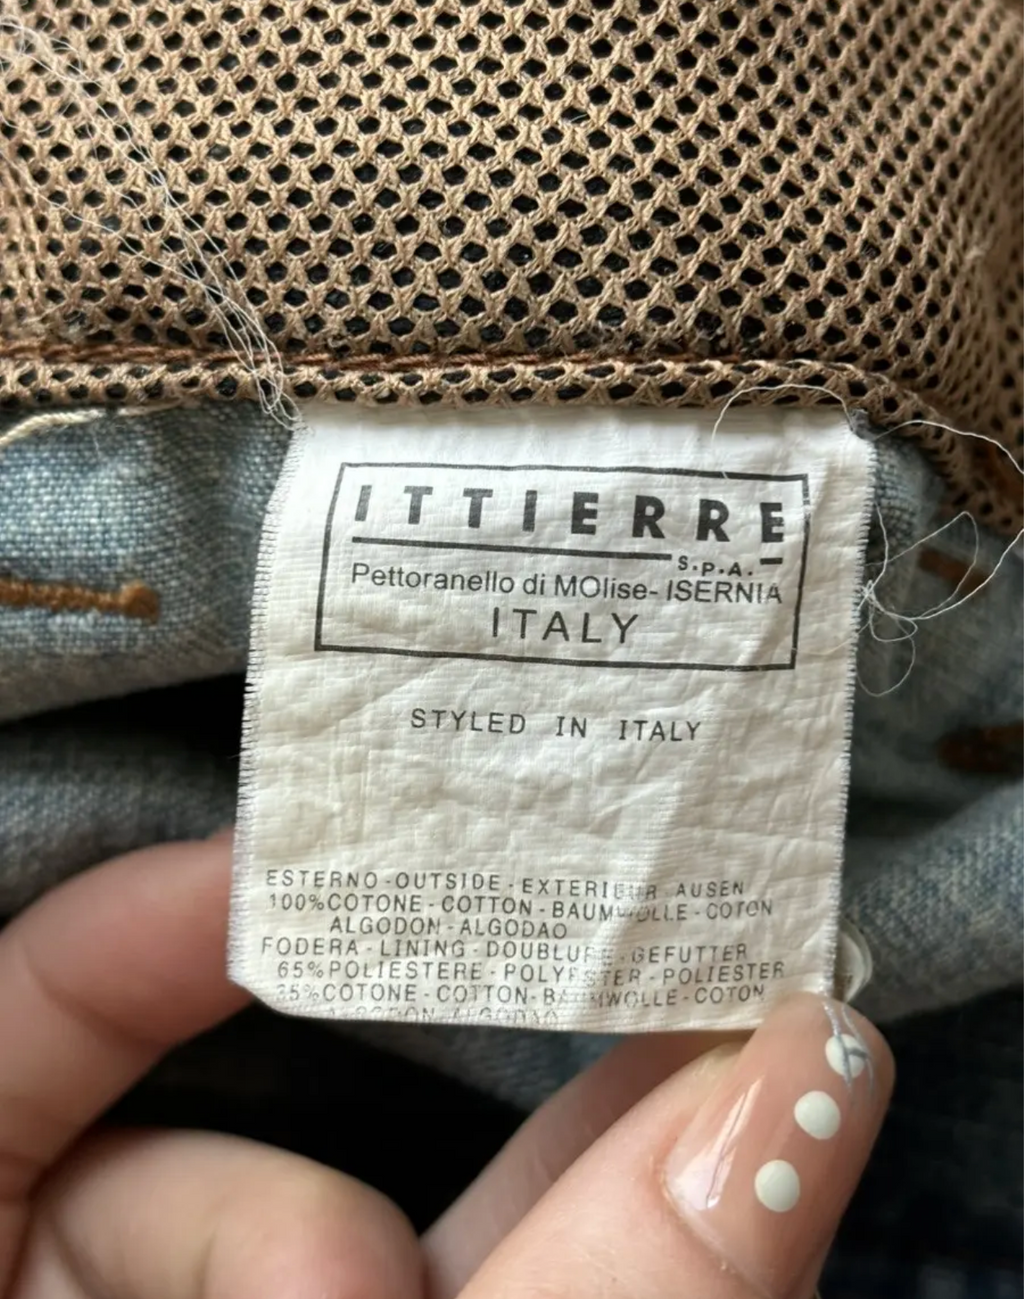 ITTIERRE
S.P.A.
Pettoranello di MOlise- ISERNIA
ITALY
STYLED IN ITALY
ESTERNO-OUTSIDE-EXTERIEUR AUSEN
100%COTONE-COTTON-BAUMWOLLE-COTON
ALGODON-ALGODAO
FODERA-LINING-DOUBLURE-GEFUTTER
65%POLIESTERE-POLYESTER-POLIESTER
35%COTONE-COTTON-BAUMWOLLE-COTON
ALGODAO